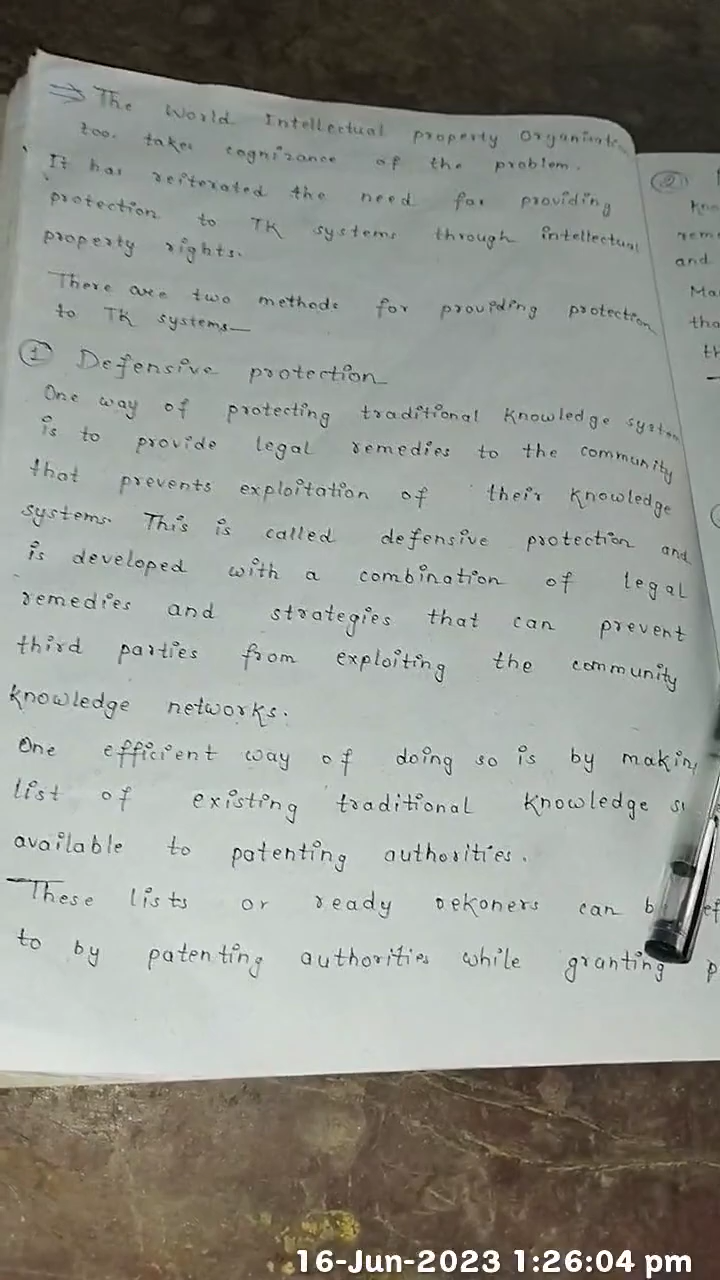 ⇒ The World Intellectual property Organisatio
too. takes cognizance of the problem.
It has reiterated the need for providing
protection to TK systems through intellectual
property rights.
There are two methods for providing protection
to TK systems—
① Defensive protection
One way of protecting traditional knowledge system
is to provide legal remedies to the community
that prevents exploitation of their knowledge
systems. This is called defensive protection and
is developed with a combination of legal
remedies and strategies that can prevent
third parties from exploiting the community
knowledge networks.
One efficient way of doing so is by making
list of existing traditional knowledge
available to patenting authorities.
These lists or ready rekoners can
to by patenting authorities while granting
②
and
16-Jun-2023 1:26:04 pm